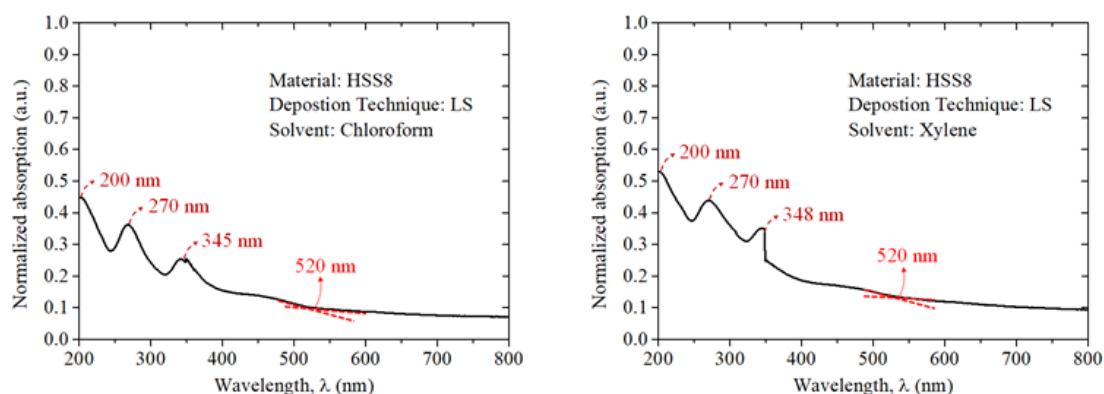 Normalized absorption (a.u.)
1.0
0.9
0.8
0.7
0.6
0.5
0.4
0.3
0.2
0.1
0.0
Material: HSS8
Depostion Technique: LS
Solvent: Chloroform
200 nm
270 nm
345 nm
520 nm
200 300 400 500 600 700 800
Wavelength, λ (nm)
Normalized absorption (a.u.)
1.0
0.9
0.8
0.7
0.6
0.5
0.4
0.3
0.2
0.1
0.0
Material: HSS8
Depostion Technique: LS
Solvent: Xylene
200 nm
270 nm
348 nm
520 nm
200 300 400 500 600 700 800
Wavelength, λ (nm)